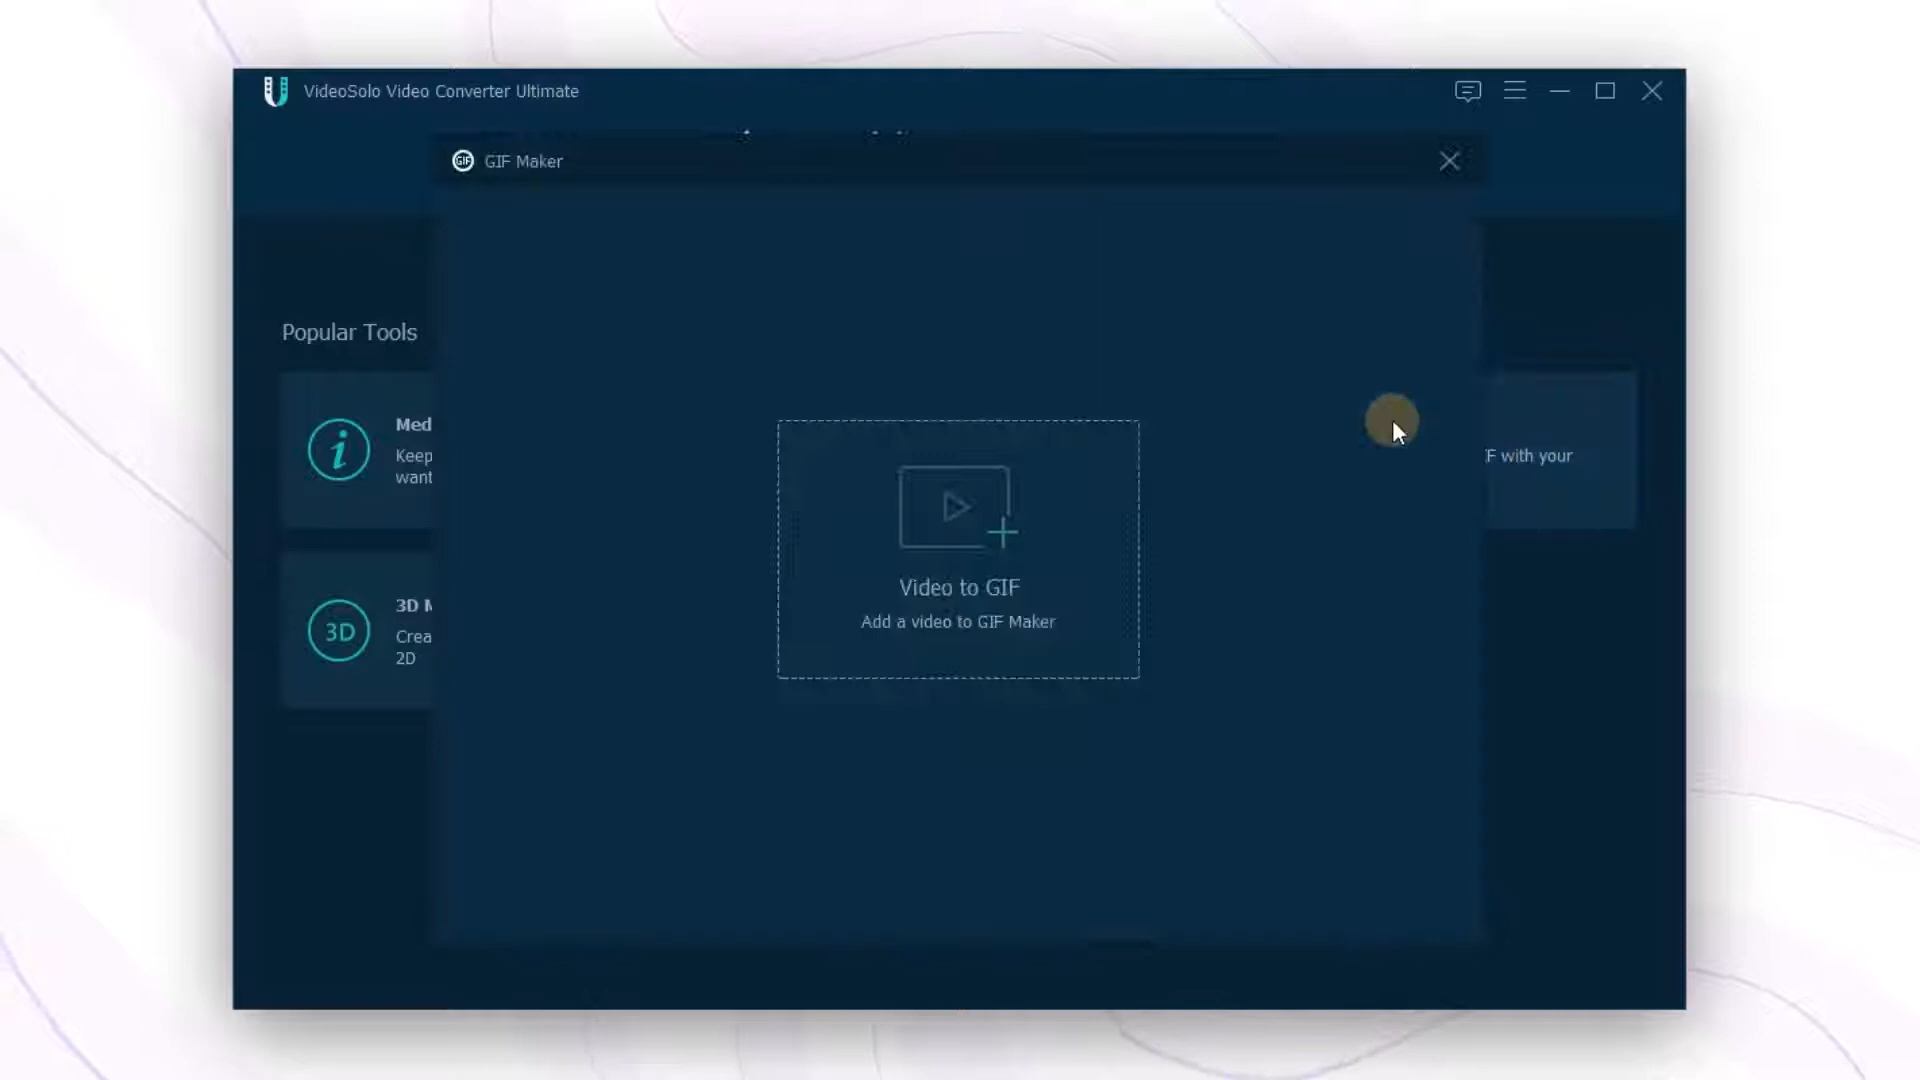 VideoSolo Video Converter Ultimate
GIF GIF Maker
Popular Tools
Keep
want
F with your
3D
Crea
2D
Video to GIF
Add a video to GIF Maker